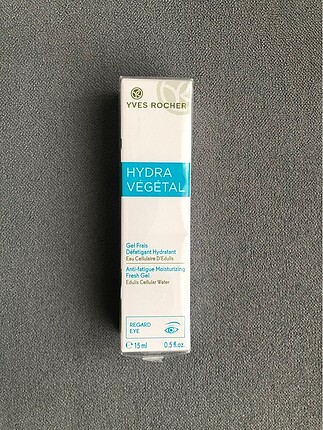 YVES ROCHER
HYDRA
VÉGÉTAL
Gel Frais
Défatigant Hydratant
Eau Cellulaire D'Edulis
Anti-fatigue Moisturizing
Fresh Gel
Edulis Cellular Water
REGARD
EYE
℮ 15 ml 0.5 fl.oz.